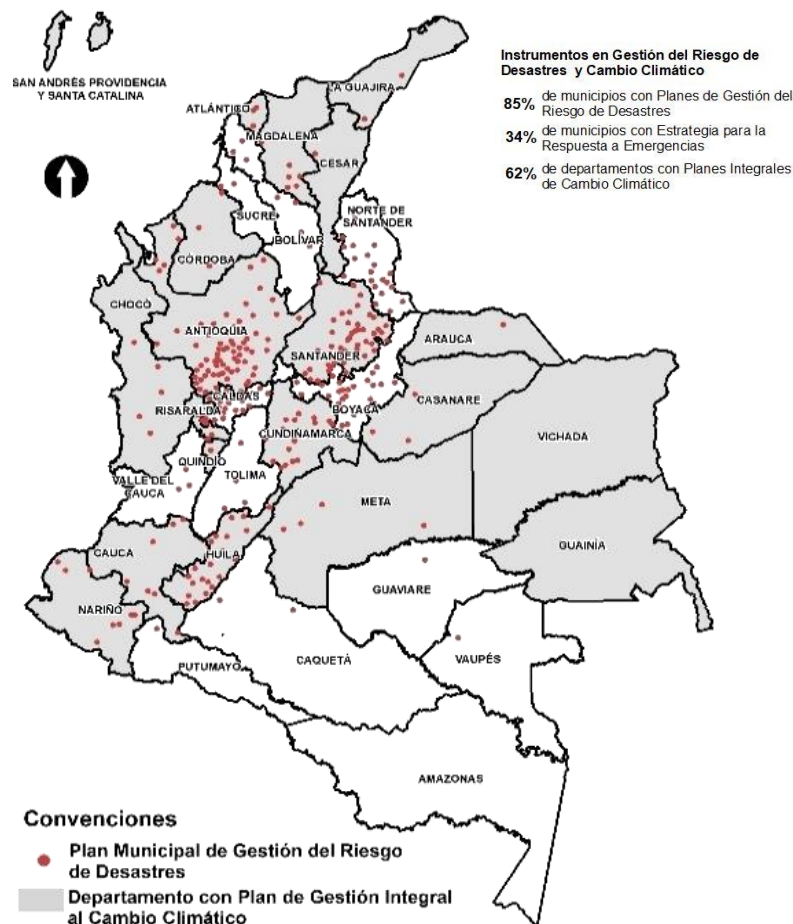 SAN ANDRÉS PROVIDENCIA
Y SANTA CATALINA
Instrumentos en Gestión del Riesgo de
Desastres y Cambio Climático
85% de municipios con Planes de Gestión del
Riesgo de Desastres
34% de municipios con Estrategia para la
Respuesta a Emergencias
62% de departamentos con Planes Integrales
de Cambio Climático
LA GUAJIRA
ATLÁNTICO
MAGDALENA
CESAR
SUCRE
NORTE DE
SANTANDER
BOLÍVAR
CÓRDOBA
CHOCÓ
ANTIOQUIA
SANTANDER
ARAUCA
CALDAS
RISARALDA
BOYACÁ
CASANARE
CUNDINAMARCA
VICHADA
QUINDÍO
TOLIMA
VALLE DEL
CAUCA
META
CAUCA
HUILA
GUAINÍA
GUAVIARE
NARIÑO
CAQUETÁ
VAUPÉS
PUTUMAYO
AMAZONAS
Convenciones
Plan Municipal de Gestión del Riesgo
de Desastres
Departamento con Plan de Gestión Integral
al Cambio Climático